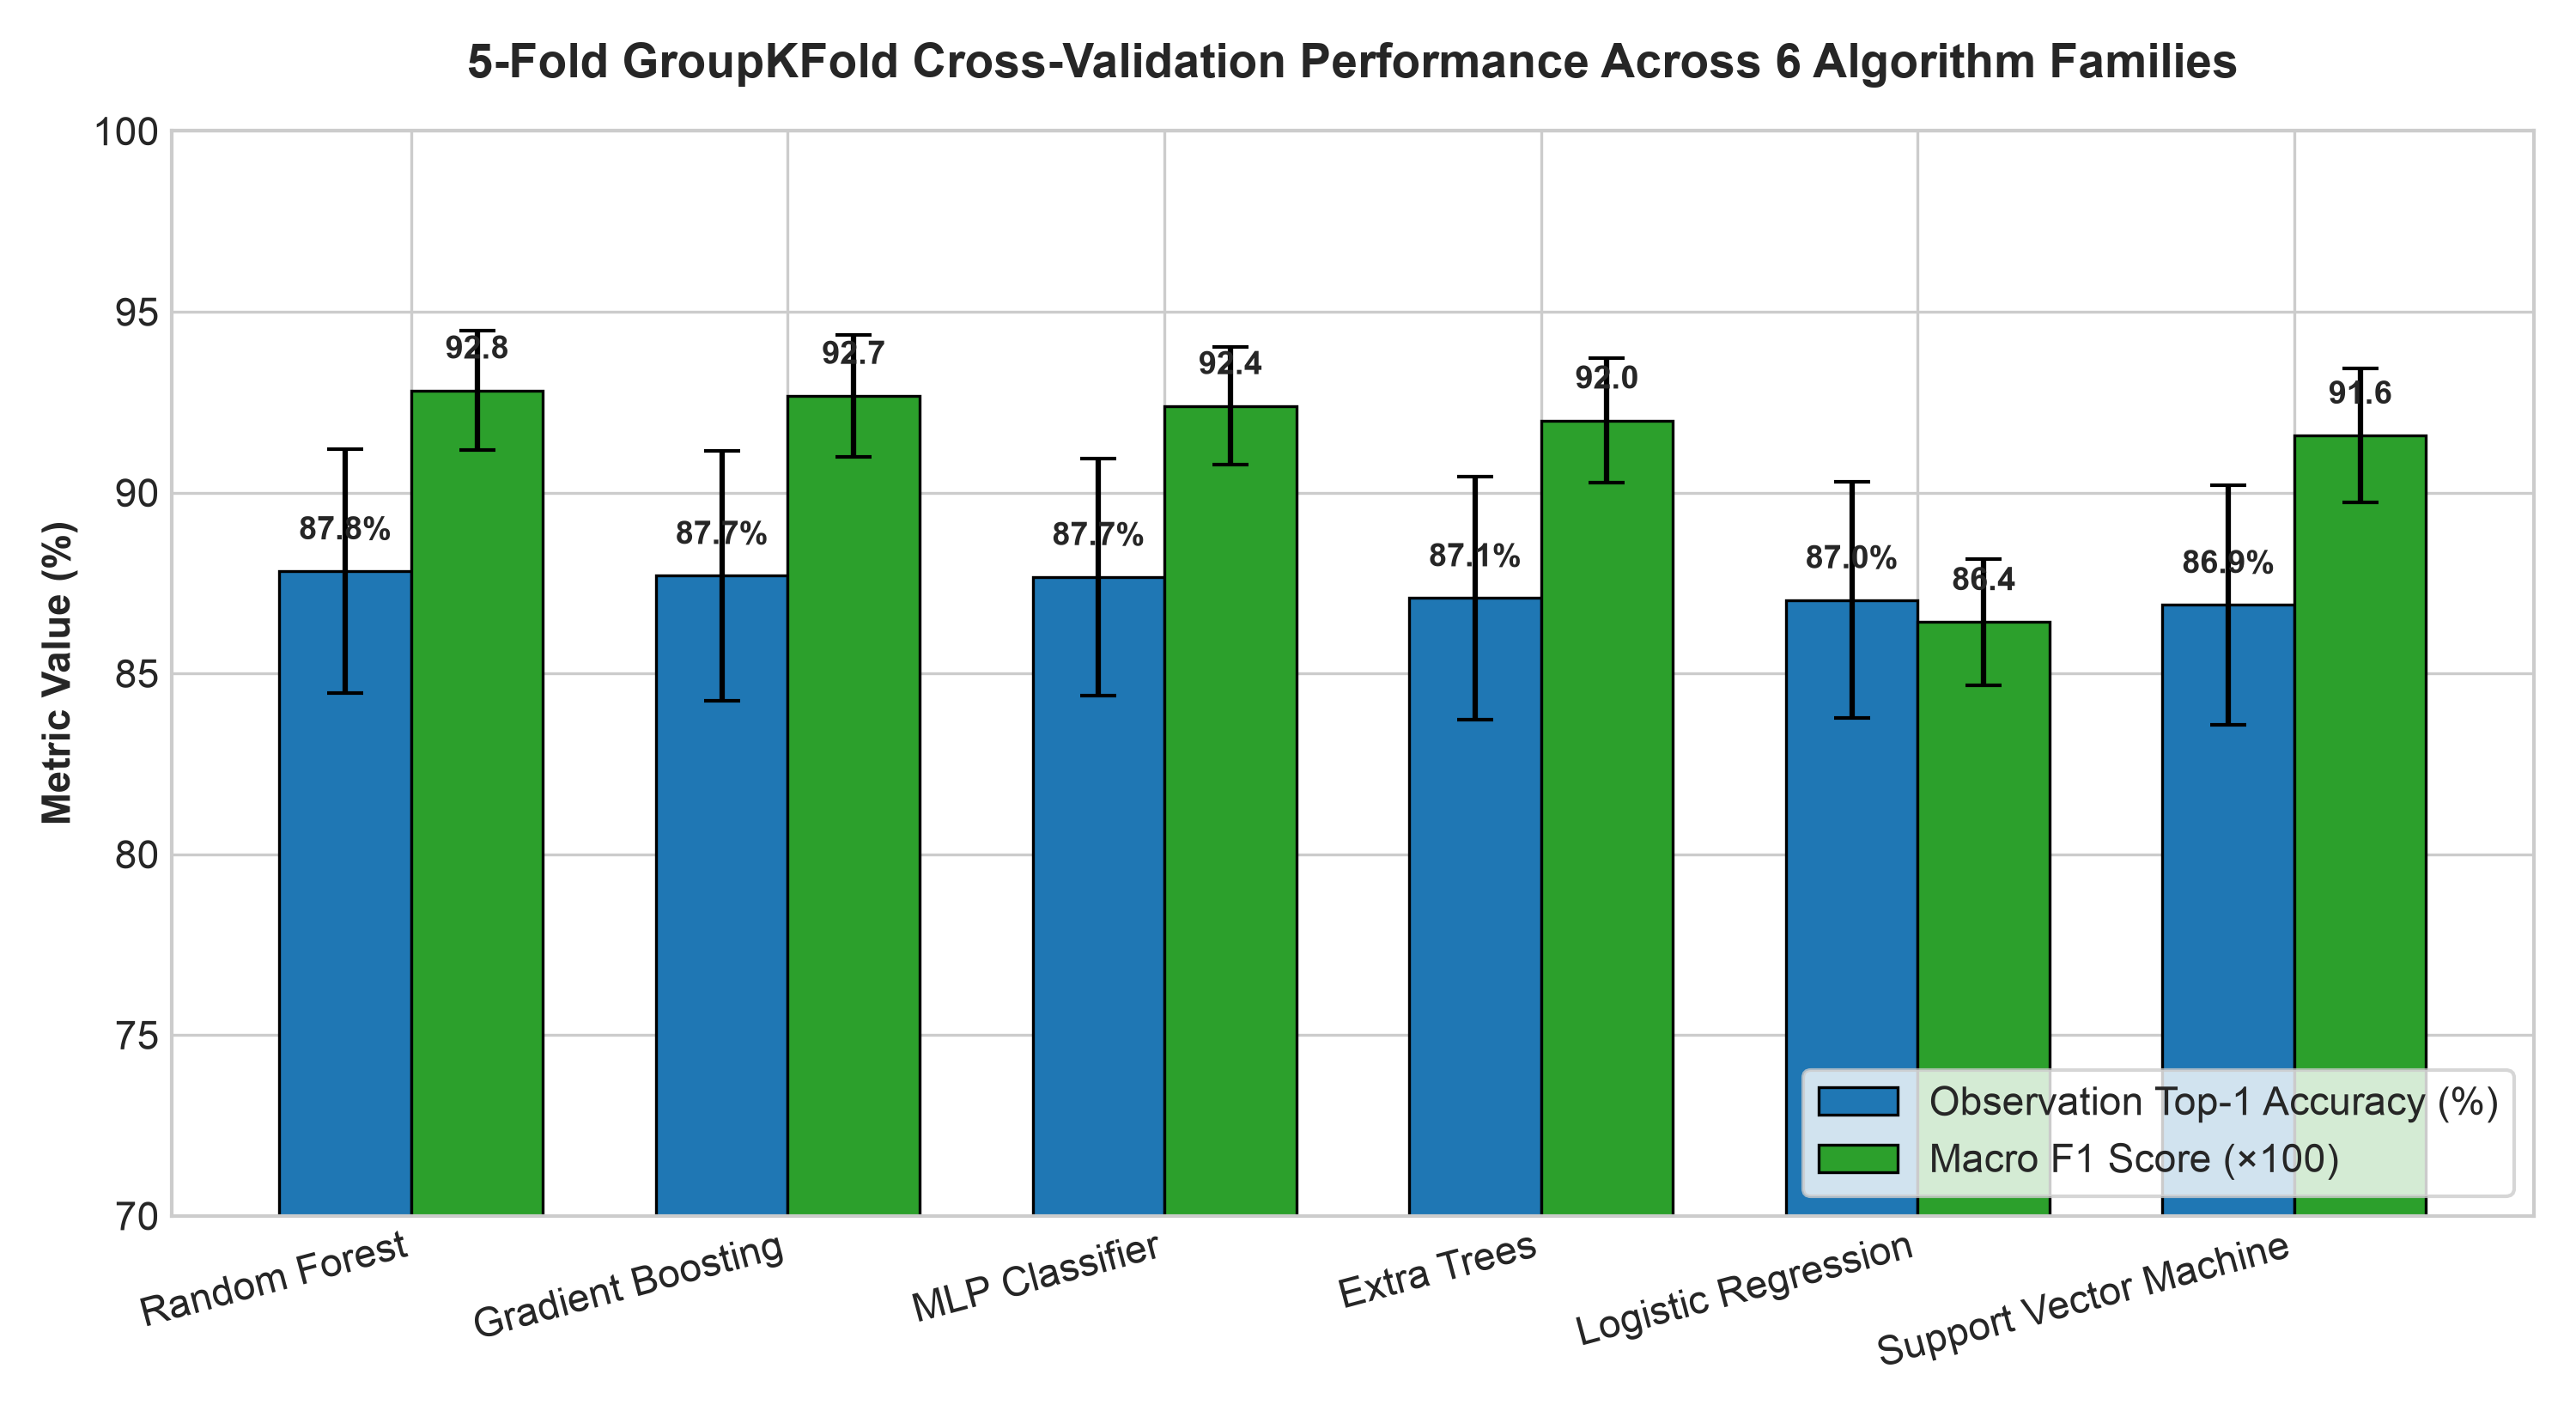 5-Fold GroupKFold Cross-Validation Performance Across 6 Algorithm Families
Metric Value (%)
100
95
90
85
80
75
70
87.8%
92.8
87.7%
92.7
87.7%
92.4
87.1%
92.0
87.0%
86.4
86.9%
91.6
Observation Top-1 Accuracy (%)
Macro F1 Score (×100)
Random Forest
Gradient Boosting
MLP Classifier
Extra Trees
Logistic Regression
Support Vector Machine